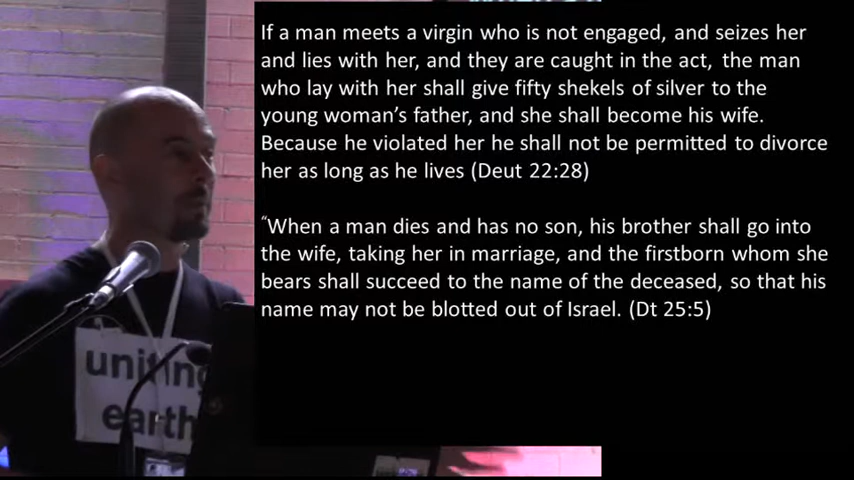 If a man meets a virgin who is not engaged, and seizes her
and lies with her, and they are caught in the act, the man
who lay with her shall give fifty shekels of silver to the
young woman's father, and she shall become his wife.
Because he violated her he shall not be permitted to divorce
her as long as he lives (Deut 22:28)
“When a man dies and has no son, his brother shall go into
the wife, taking her in marriage, and the firstborn whom she
bears shall succeed to the name of the deceased, so that his
name may not be blotted out of Israel. (Dt 25:5)
uniting
earth